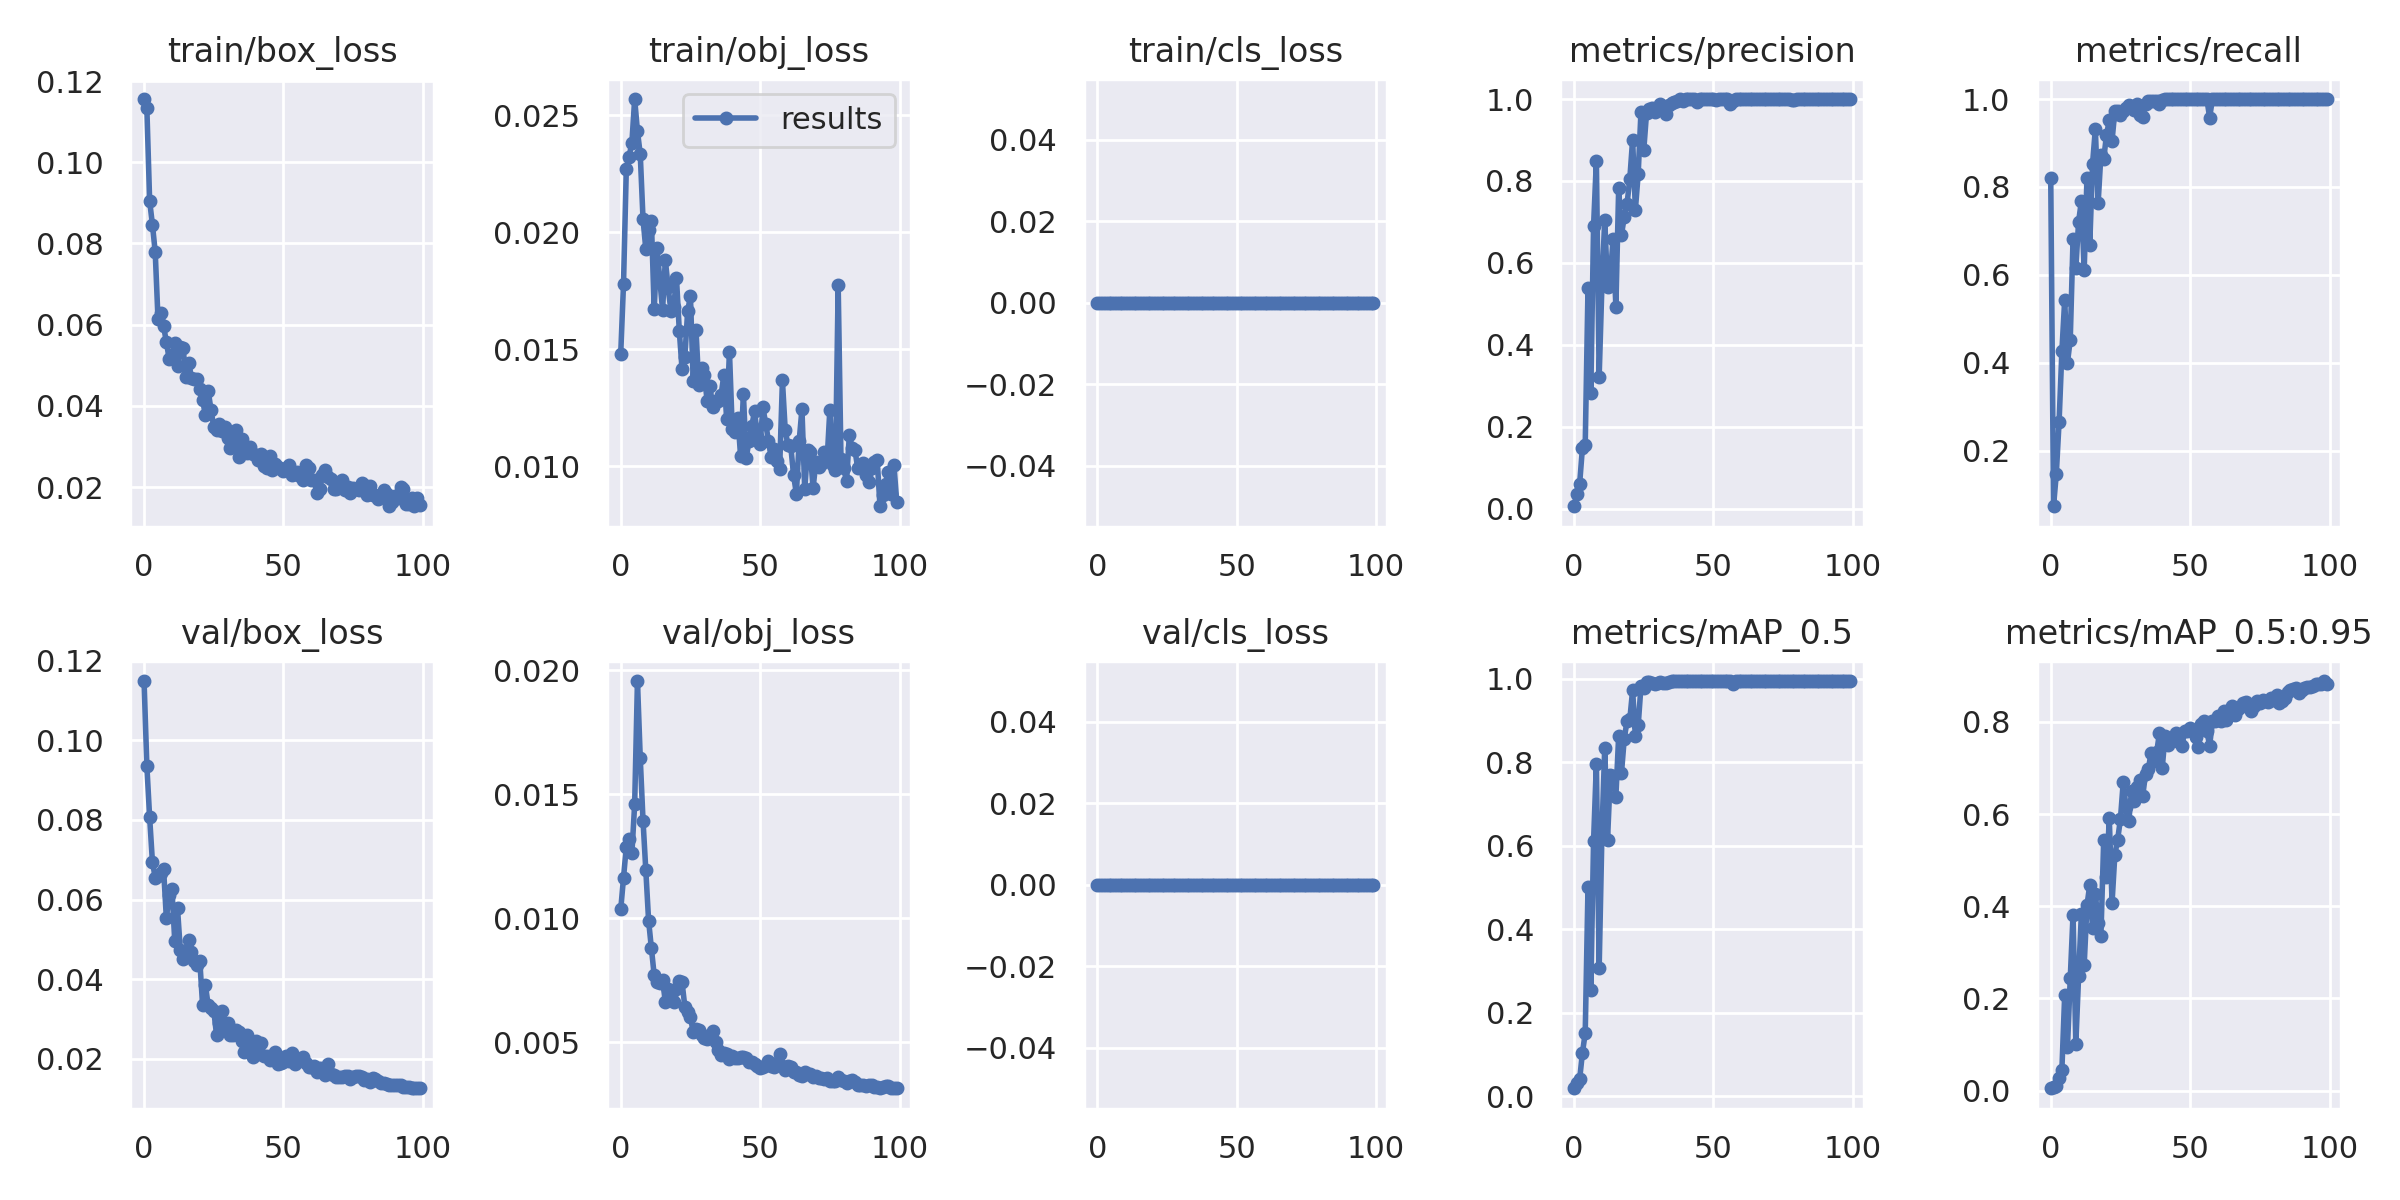 train/box_loss
0.12
0.10
0.08
0.06
0.04
0.02
0 50 100
train/obj_loss
results
0.025
0.020
0.015
0.010
0 50 100
train/cls_loss
0.04
0.02
0.00
−0.02
−0.04
0 50 100
metrics/precision
1.0
0.8
0.6
0.4
0.2
0.0
0 50 100
metrics/recall
1.0
0.8
0.6
0.4
0.2
0 50 100
val/box_loss
0.12
0.10
0.08
0.06
0.04
0.02
0 50 100
val/obj_loss
0.020
0.015
0.010
0.005
0 50 100
val/cls_loss
0.04
0.02
0.00
−0.02
−0.04
0 50 100
metrics/mAP_0.5
1.0
0.8
0.6
0.4
0.2
0.0
0 50 100
metrics/mAP_0.5:0.95
0.8
0.6
0.4
0.2
0.0
0 50 100